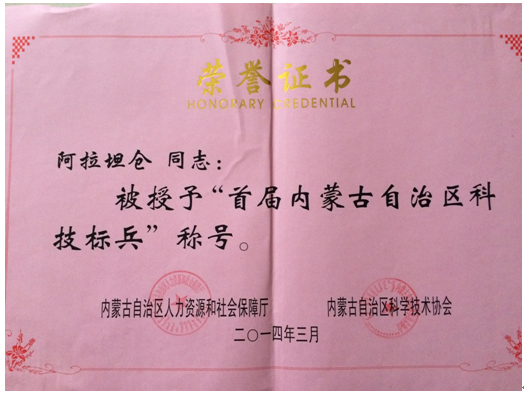 荣誉证书
HONORARY CREDENTIAL
阿拉坦仓 同志：
被授予“首届内蒙古自治区科
技标兵”称号。
内蒙古自治区人力资源和社会保障厅 内蒙古自治区科学技术协会
二〇一四年三月